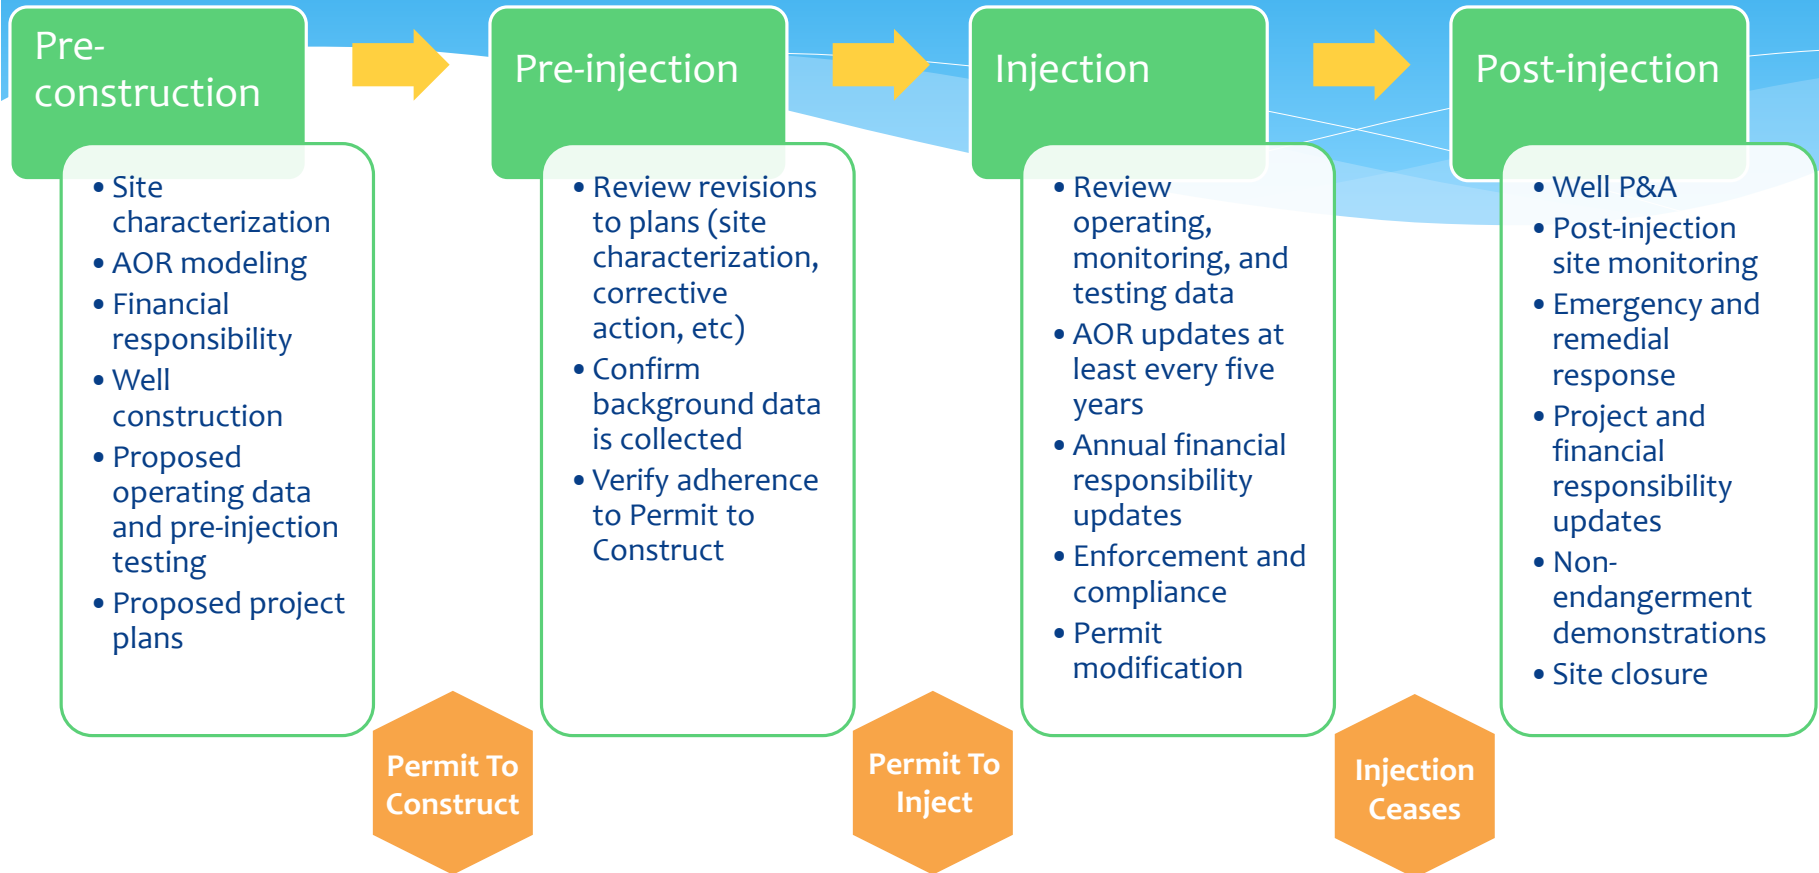 Pre-
construction
• Site
characterization
• AOR modeling
• Financial
responsibility
• Well
construction
• Proposed
operating data
and pre-injection
testing
• Proposed project
plans
Permit To
Construct
Pre-injection
• Review revisions
to plans (site
characterization,
corrective
action, etc)
• Confirm
background data
is collected
• Verify adherence
to Permit to
Construct
Permit To
Inject
Injection
• Review
operating,
monitoring, and
testing data
• AOR updates at
least every five
years
• Annual financial
responsibility
updates
• Enforcement and
compliance
• Permit
modification
Injection
Ceases
Post-injection
• Well P&A
• Post-injection
site monitoring
• Emergency and
remedial
response
• Project and
financial
responsibility
updates
• Non-
endangerment
demonstrations
• Site closure